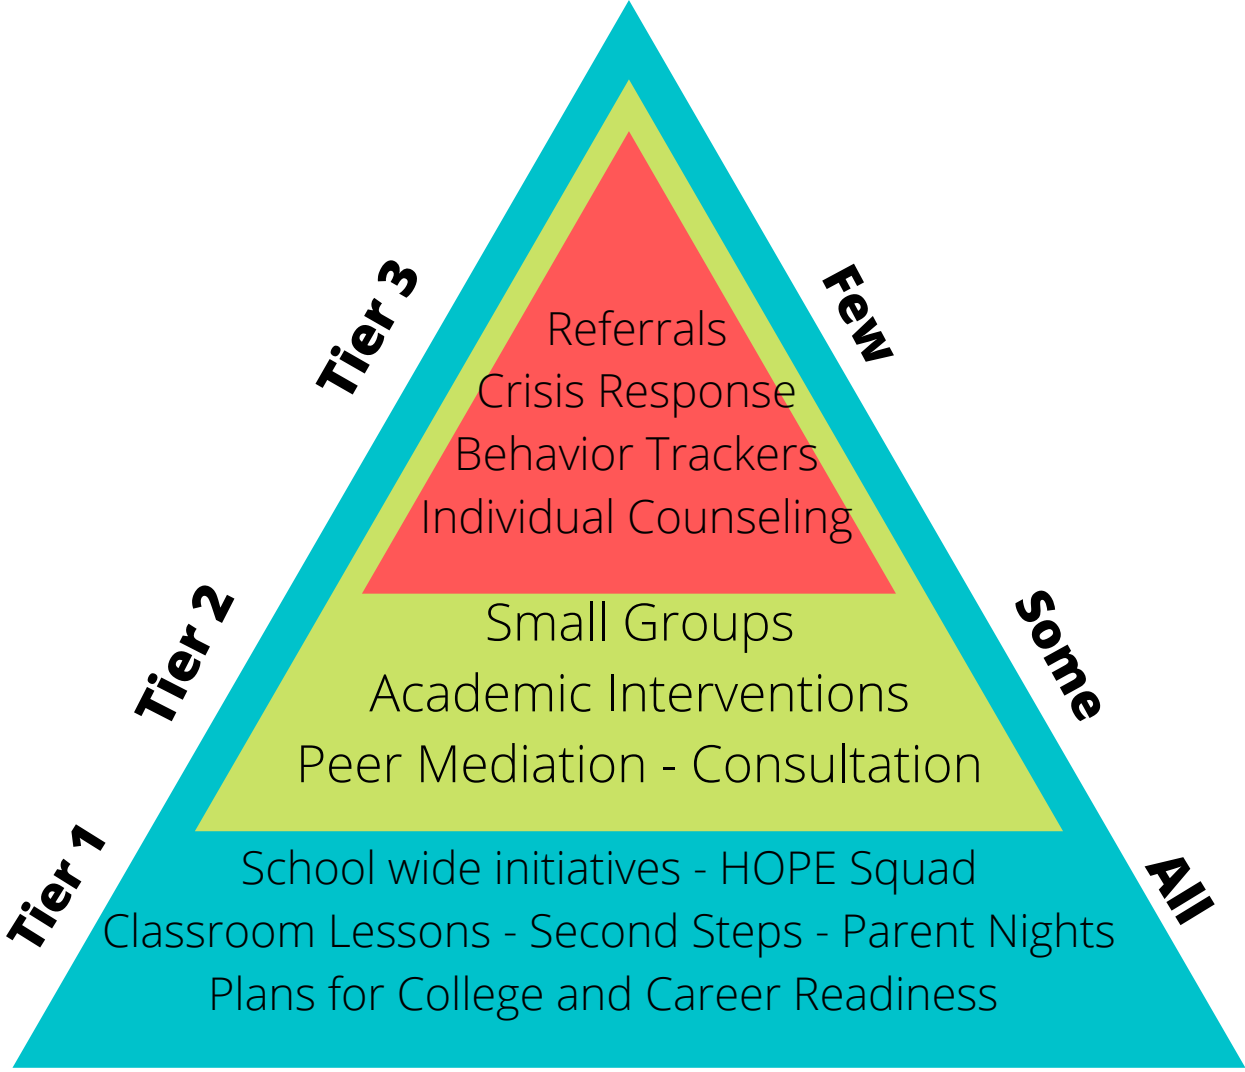 Tier 3
Few
Referrals
Crisis Response
Behavior Trackers
Individual Counseling
Tier 2
Some
Small Groups
Academic Interventions
Peer Mediation - Consultation
Tier 1
All
School wide initiatives - HOPE Squad
Classroom Lessons - Second Steps - Parent Nights
Plans for College and Career Readiness